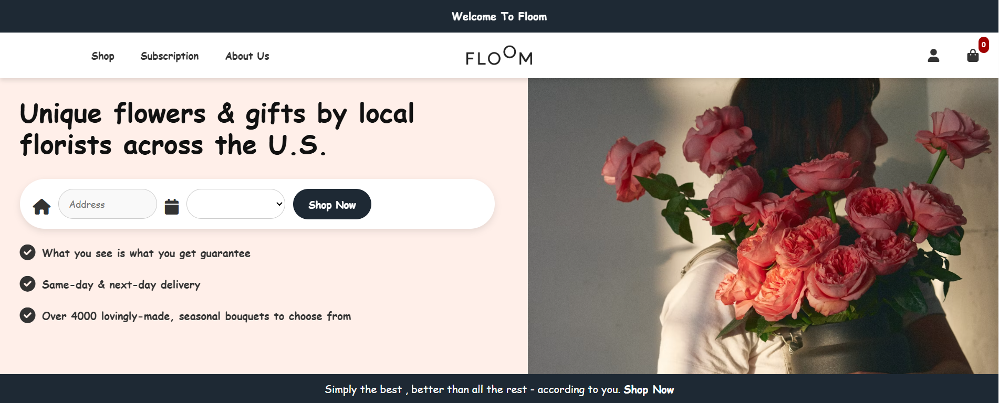 Welcome To Floom
Shop
Subscription
About Us
FLOOM
0
Unique flowers & gifts by local
florists across the U.S.
Address
Shop Now
What you see is what you get guarantee
Same-day & next-day delivery
Over 4000 lovingly-made, seasonal bouquets to choose from
Simply the best , better than all the rest - according to you. Shop Now